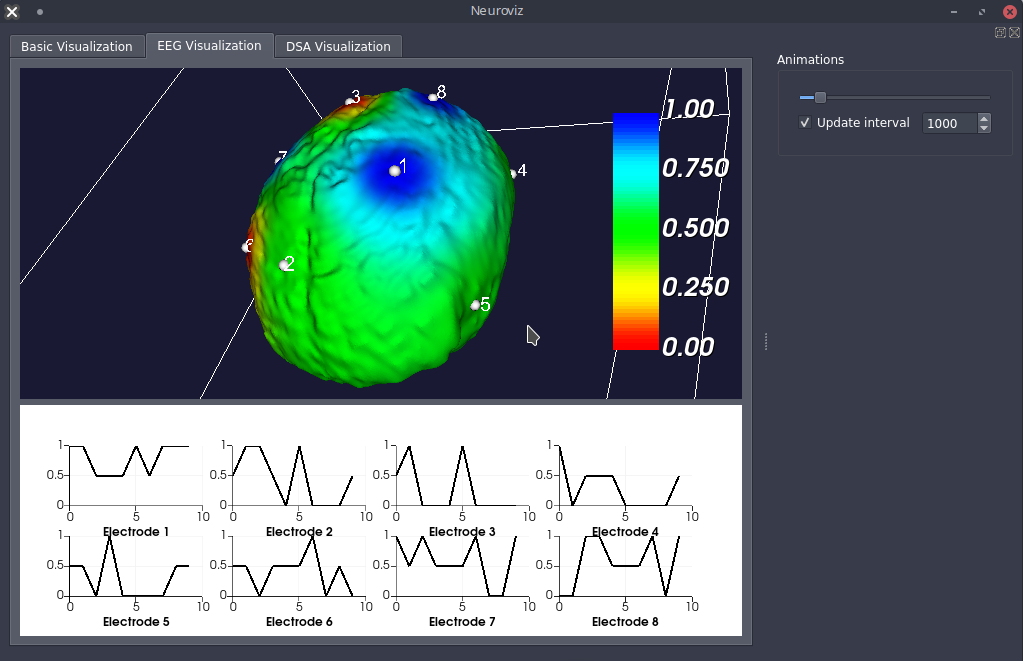 Neuroviz
Basic Visualization
EEG Visualization
DSA Visualization
Animations
Update interval
1000
3
8
7
1
4
6
2
5
1.00
0.750
0.500
0.250
0.00
1
0.5
0
0 5 10
Electrode 1
1
0.5
0
0 5 10
Electrode 2
1
0.5
0
0 5 10
Electrode 3
1
0.5
0
0 5 10
Electrode 4
1
0.5
0
0 5 10
Electrode 5
1
0.5
0
0 5 10
Electrode 6
1
0.5
0
0 5 10
Electrode 7
1
0.5
0
0 5 10
Electrode 8